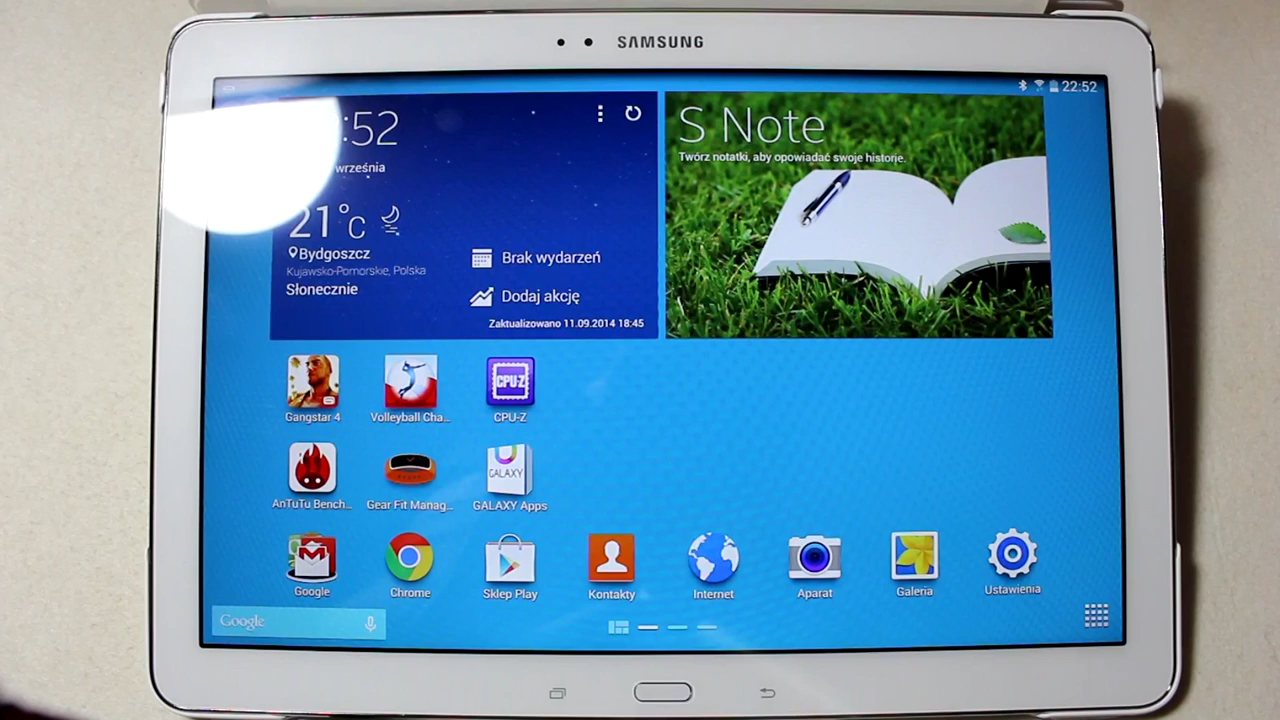 SAMSUNG
22:52
:52
września
21°C
Bydgoszcz
Kujawsko-Pomorskie, Polska
Słonecznie
Brak wydarzeń
Dodaj akcję
Zaktualizowano 11.09.2014 18:45
S Note
Twórz notatki, aby opowiadać swoje historie.
Gangstar 4
Volleyball Cha...
CPU-Z
CPU-Z
AnTuTu Bench...
Gear Fit Manag...
GALAXY
GALAXY Apps
Google
Chrome
Sklep Play
Kontakty
Internet
Aparat
Galeria
Ustawienia
Google